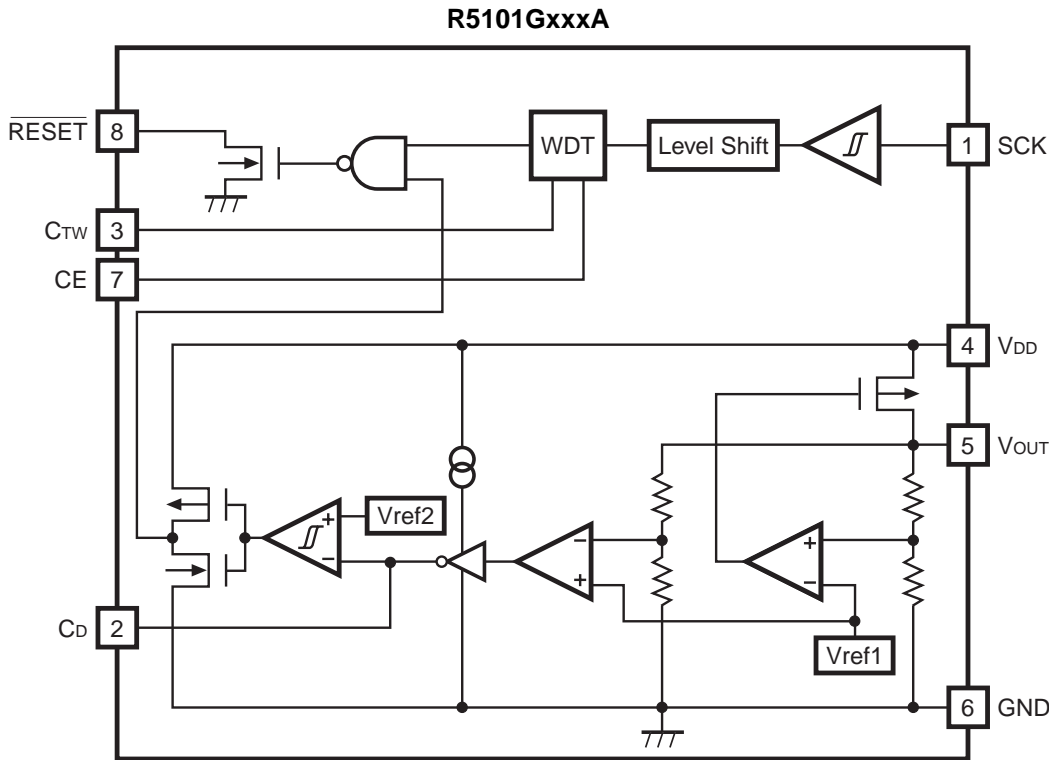 R5101GxxxA
RESET 8
WDT
Level Shift
1 SCK
CTW 3
CE 7
4 VDD
5 VOUT
+
−
Vref2
−
+
+
−
CD 2
Vref1
6 GND